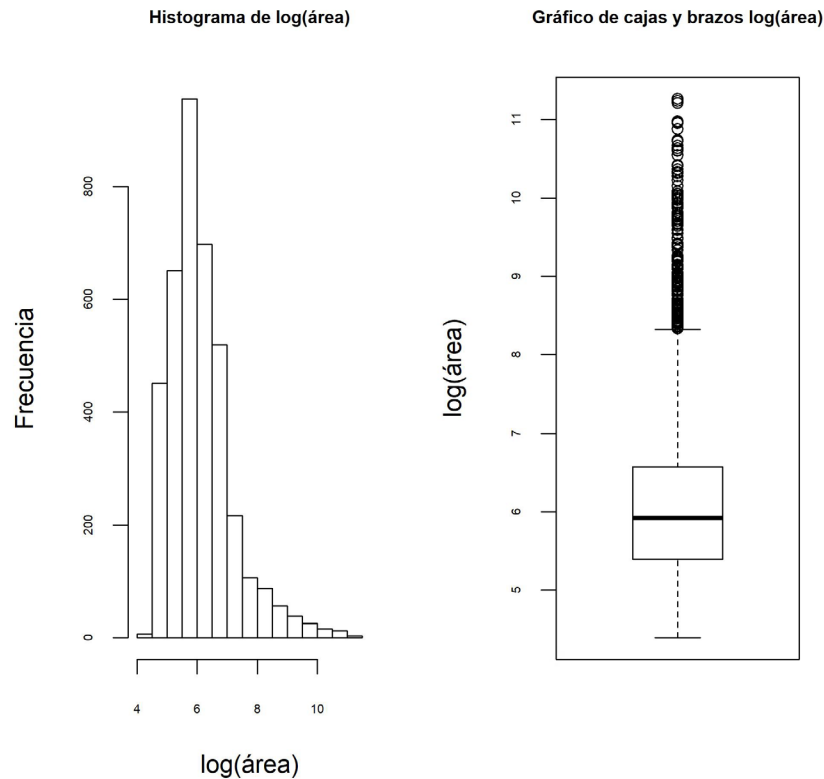 Histograma de log(área)
Frecuencia
800
600
400
200
0
4 6 8 10
log(área)
Gráfico de cajas y brazos log(área)
log(área)
11
10
9
8
7
6
5